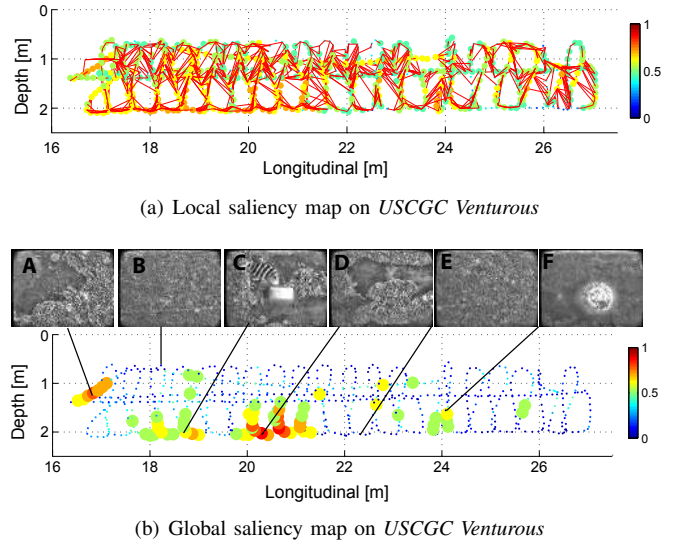 0
1
2
Depth [m]
16 18 20 22 24 26
Longitudinal [m]
1
0.5
0
(a) Local saliency map on USCGC Venturous
A B C D E F
0
1
2
Depth [m]
16 18 20 22 24 26
Longitudinal [m]
1
0.5
0
(b) Global saliency map on USCGC Venturous